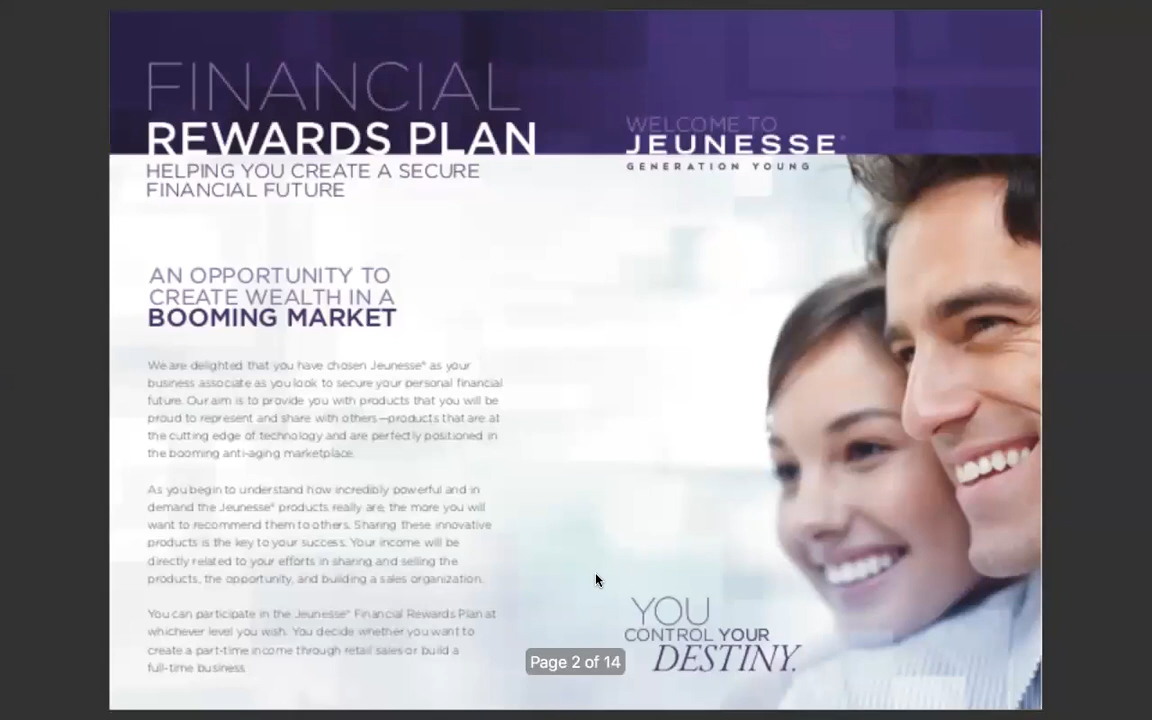 FINANCIAL
REWARDS PLAN
HELPING YOU CREATE A SECURE
FINANCIAL FUTURE
WELCOME TO
JEUNESSE®
GENERATION YOUNG
AN OPPORTUNITY TO
CREATE WEALTH IN A
BOOMING MARKET
We are delighted that you have chosen Jeunesse® as your
business associate as you look to secure your personal financial
future. Our aim is to provide you with products that you will be
proud to represent and share with others—products that are at
the cutting edge of technology and are perfectly positioned in
the booming anti-aging marketplace.
As you begin to understand how incredibly powerful and in
demand the Jeunesse® products really are, the more you will
want to recommend them to others. Sharing these innovative
products is the key to your success. Your income will be
directly related to your efforts in sharing and selling the
products, the opportunity, and building a sales organization.
You can participate in the Jeunesse® Financial Rewards Plan at
whichever level you wish. You decide whether you want to
create a part-time income through retail sales or build a
full-time business.
YOU
CONTROL YOUR
DESTINY.
Page 2 of 14